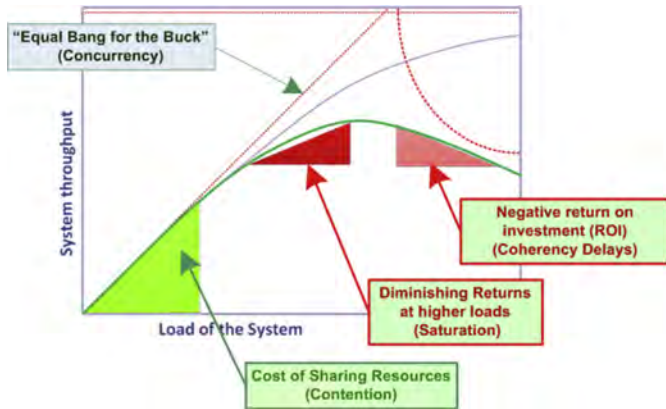 “Equal Bang for the Buck”
(Concurrency)
System throughput
Negative return on
investment (ROI)
(Coherency Delays)
Load of the System
Diminishing Returns
at higher loads
(Saturation)
Cost of Sharing Resources
(Contention)